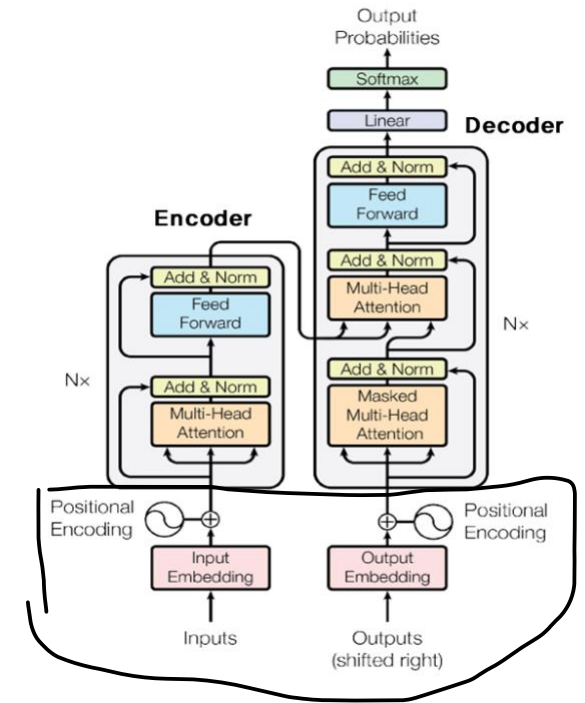 Output
Probabilities
Softmax
Linear
Decoder
Add & Norm
Feed
Forward
Add & Norm
Multi-Head
Attention
Nx
Add & Norm
Masked
Multi-Head
Attention
Encoder
Add & Norm
Feed
Forward
Nx
Add & Norm
Multi-Head
Attention
Positional
Encoding
Positional
Encoding
Input
Embedding
Output
Embedding
Inputs
Outputs
(shifted right)